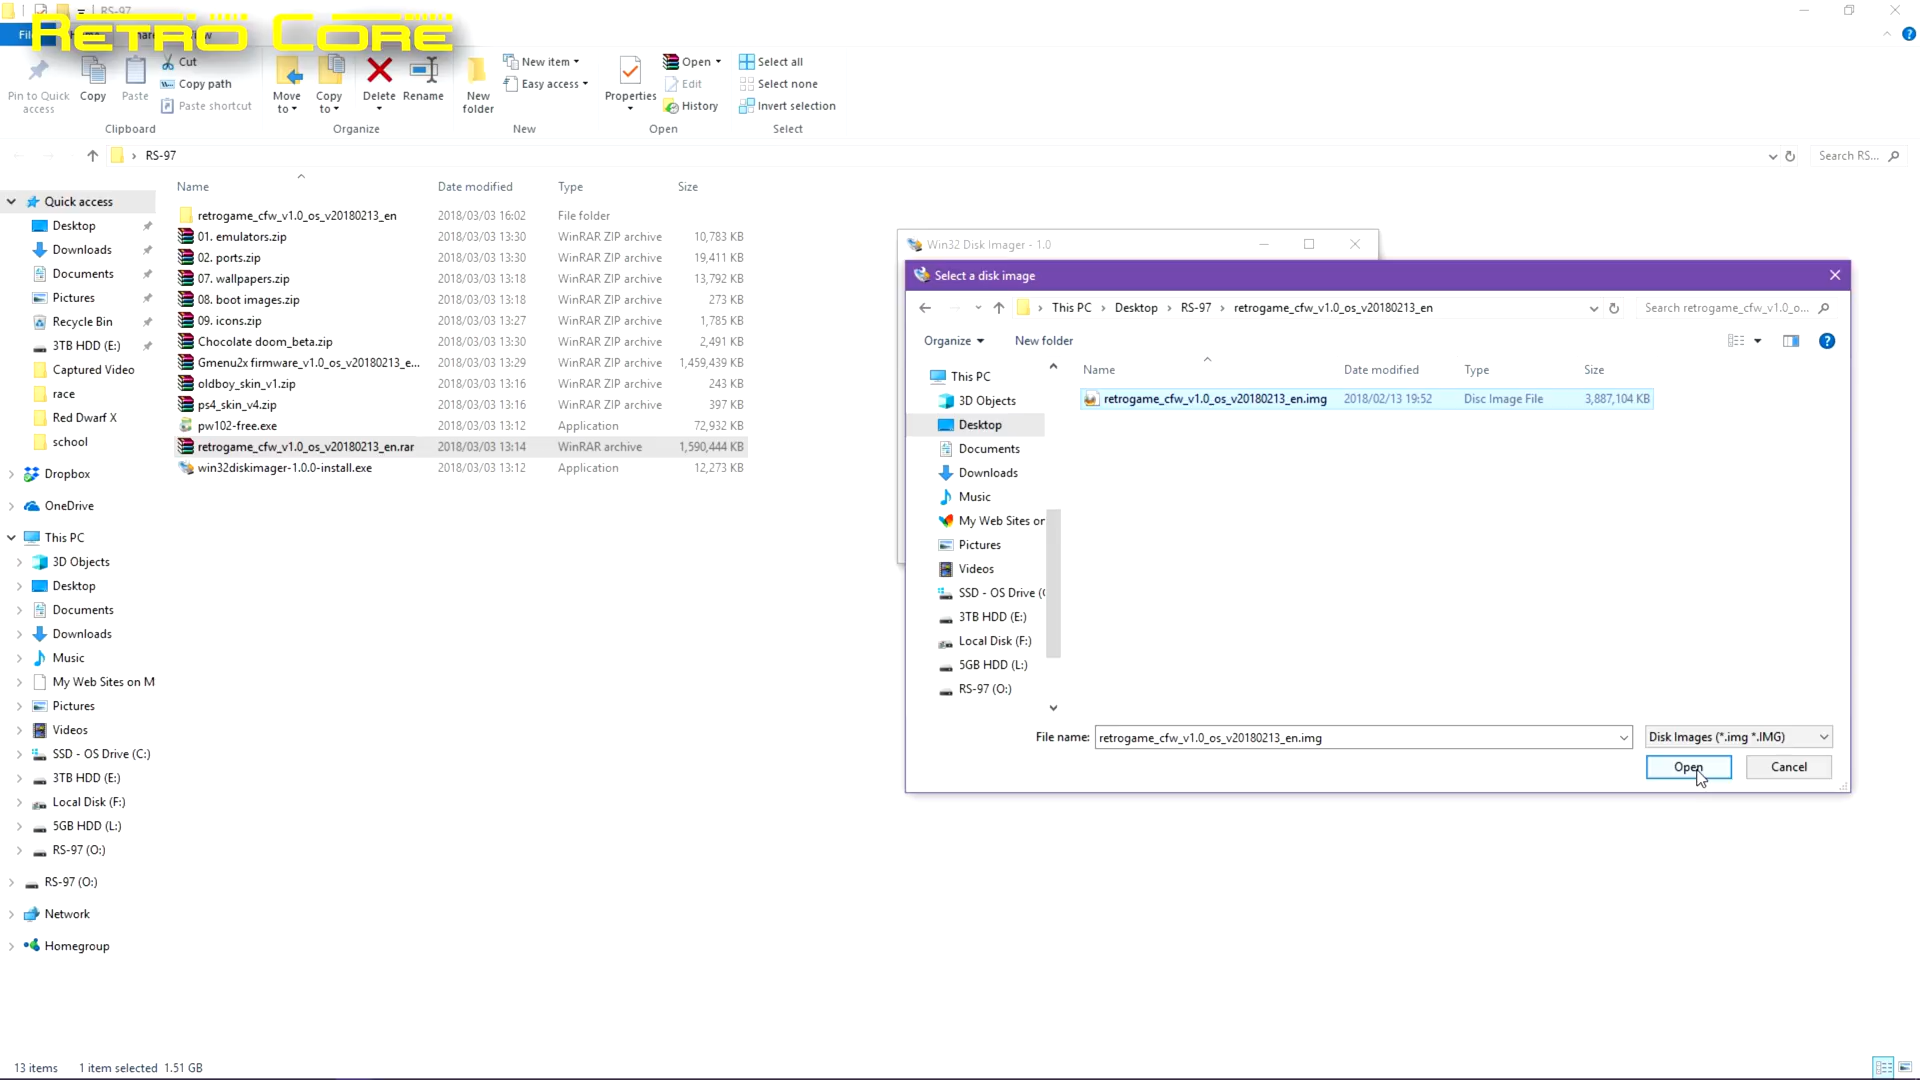 RS-97
RETRO CORE
Pin to Quick access
Copy
Paste
Cut
Copy path
Paste shortcut
Clipboard
Move to
Copy to
Delete
Rename
Organize
New folder
New item
Easy access
New
Properties
Open
Edit
History
Open
Select all
Select none
Invert selection
Select
RS-97
Search RS...
Name Date modified Type Size
retrogame_cfw_v1.0_os_v20180213_en 2018/03/03 16:02 File folder
01. emulators.zip 2018/03/03 13:30 WinRAR ZIP archive 10,783 KB
02. ports.zip 2018/03/03 13:30 WinRAR ZIP archive 19,411 KB
07. wallpapers.zip 2018/03/03 13:18 WinRAR ZIP archive 13,792 KB
08. boot images.zip 2018/03/03 13:18 WinRAR ZIP archive 273 KB
09. icons.zip 2018/03/03 13:27 WinRAR ZIP archive 1,785 KB
Chocolate doom_beta.zip 2018/03/03 13:30 WinRAR ZIP archive 2,491 KB
Gmenu2x firmware_v1.0_os_v20180213_e... 2018/03/03 13:29 WinRAR ZIP archive 1,459,439 KB
oldboy_skin_v1.zip 2018/03/03 13:16 WinRAR ZIP archive 243 KB
ps4_skin_v4.zip 2018/03/03 13:16 WinRAR ZIP archive 397 KB
pw102-free.exe 2018/03/03 13:12 Application 72,932 KB
retrogame_cfw_v1.0_os_v20180213_en.rar 2018/03/03 13:14 WinRAR archive 1,590,444 KB
win32diskimager-1.0.0-install.exe 2018/03/03 13:12 Application 12,273 KB
Quick access
Desktop
Downloads
Documents
Pictures
Recycle Bin
3TB HDD (E:)
Captured Video
race
Red Dwarf X
school
Dropbox
OneDrive
This PC
3D Objects
Desktop
Documents
Downloads
Music
My Web Sites on M
Pictures
Videos
SSD - OS Drive (C:)
3TB HDD (E:)
Local Disk (F:)
5GB HDD (L:)
RS-97 (O:)
RS-97 (O:)
Network
Homegroup
13 items 1 item selected 1.51 GB
Win32 Disk Imager - 1.0
Select a disk image
This PC Desktop RS-97 retrogame_cfw_v1.0_os_v20180213_en
Search retrogame_cfw_v1.0_o...
Organize New folder
Name Date modified Type Size
retrogame_cfw_v1.0_os_v20180213_en.img 2018/02/13 19:52 Disc Image File 3,887,104 KB
This PC
3D Objects
Desktop
Documents
Downloads
Music
My Web Sites or
Pictures
Videos
SSD - OS Drive (
3TB HDD (E:)
Local Disk (F:)
5GB HDD (L:)
RS-97 (O:)
File name: retrogame_cfw_v1.0_os_v20180213_en.img
Disk Images (*.img *.IMG)
Open Cancel